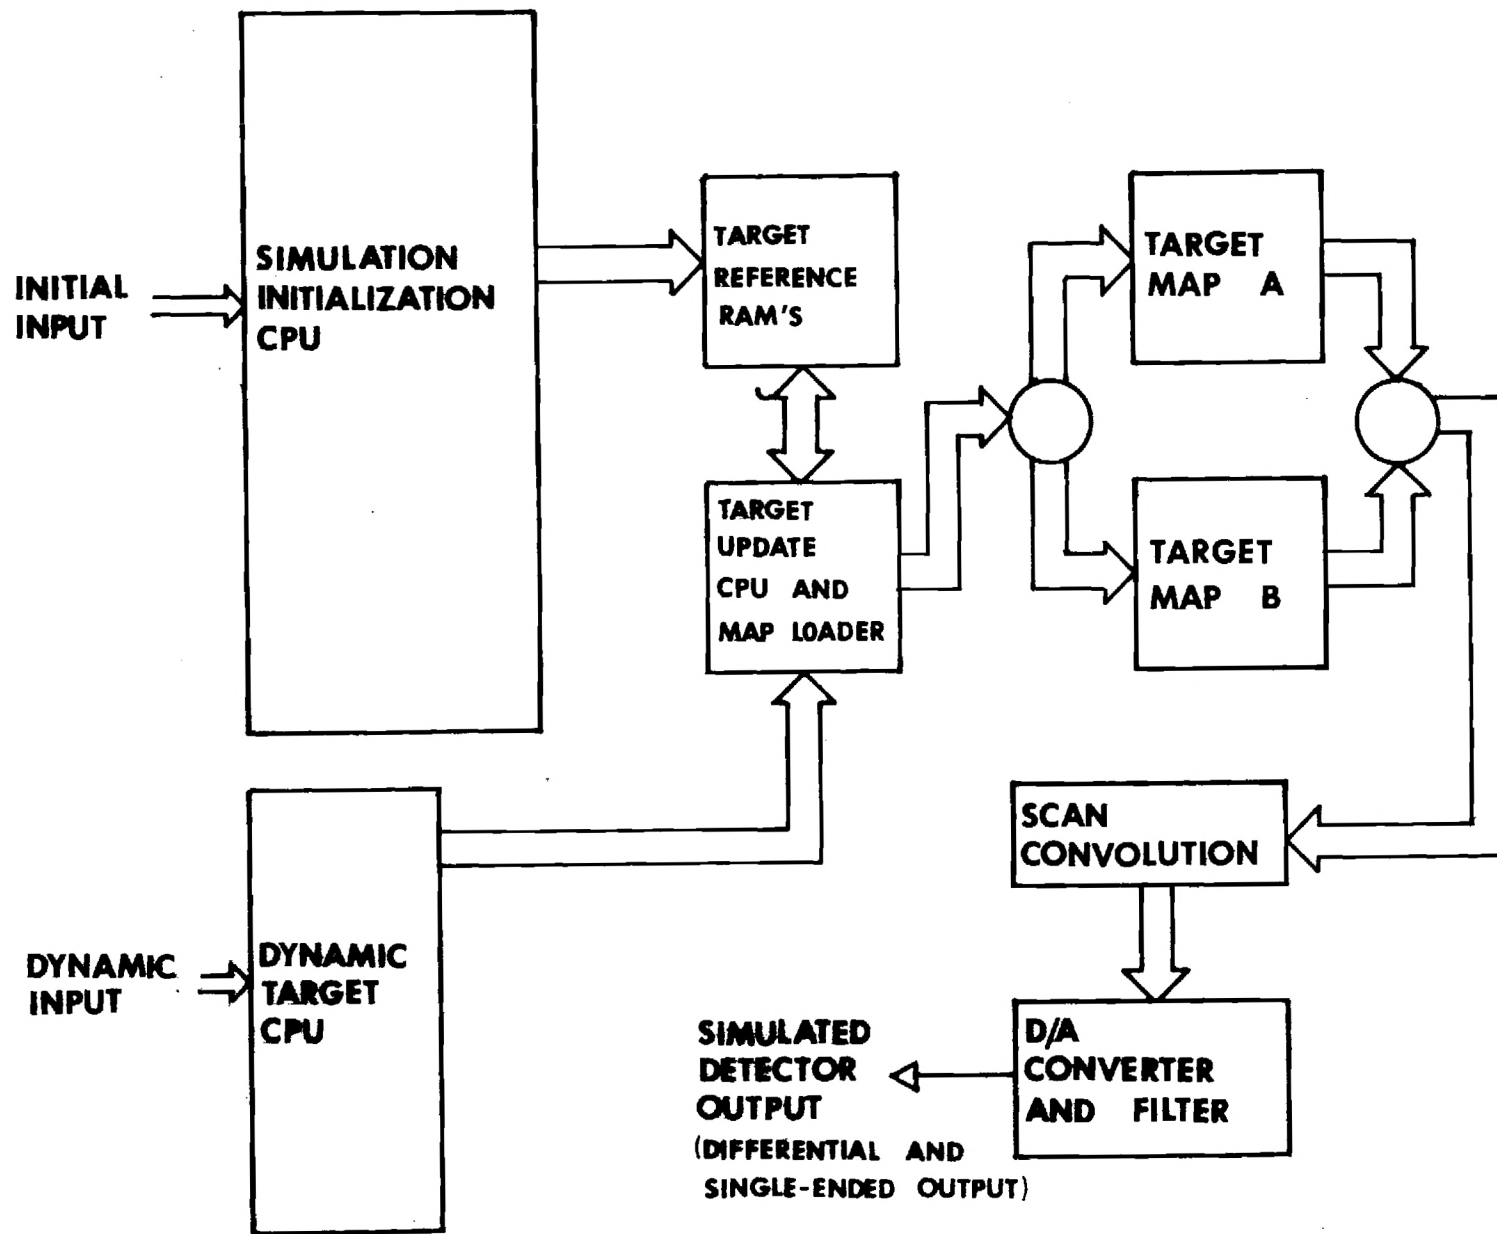 INITIAL
INPUT
SIMULATION
INITIALIZATION
CPU
TARGET
REFERENCE
RAM'S
TARGET
MAP A
TARGET
UPDATE
CPU AND
MAP LOADER
TARGET
MAP B
DYNAMIC
INPUT
DYNAMIC
TARGET
CPU
SCAN
CONVOLUTION
D/A
CONVERTER
AND FILTER
SIMULATED
DETECTOR
OUTPUT
(DIFFERENTIAL AND
SINGLE-ENDED OUTPUT)